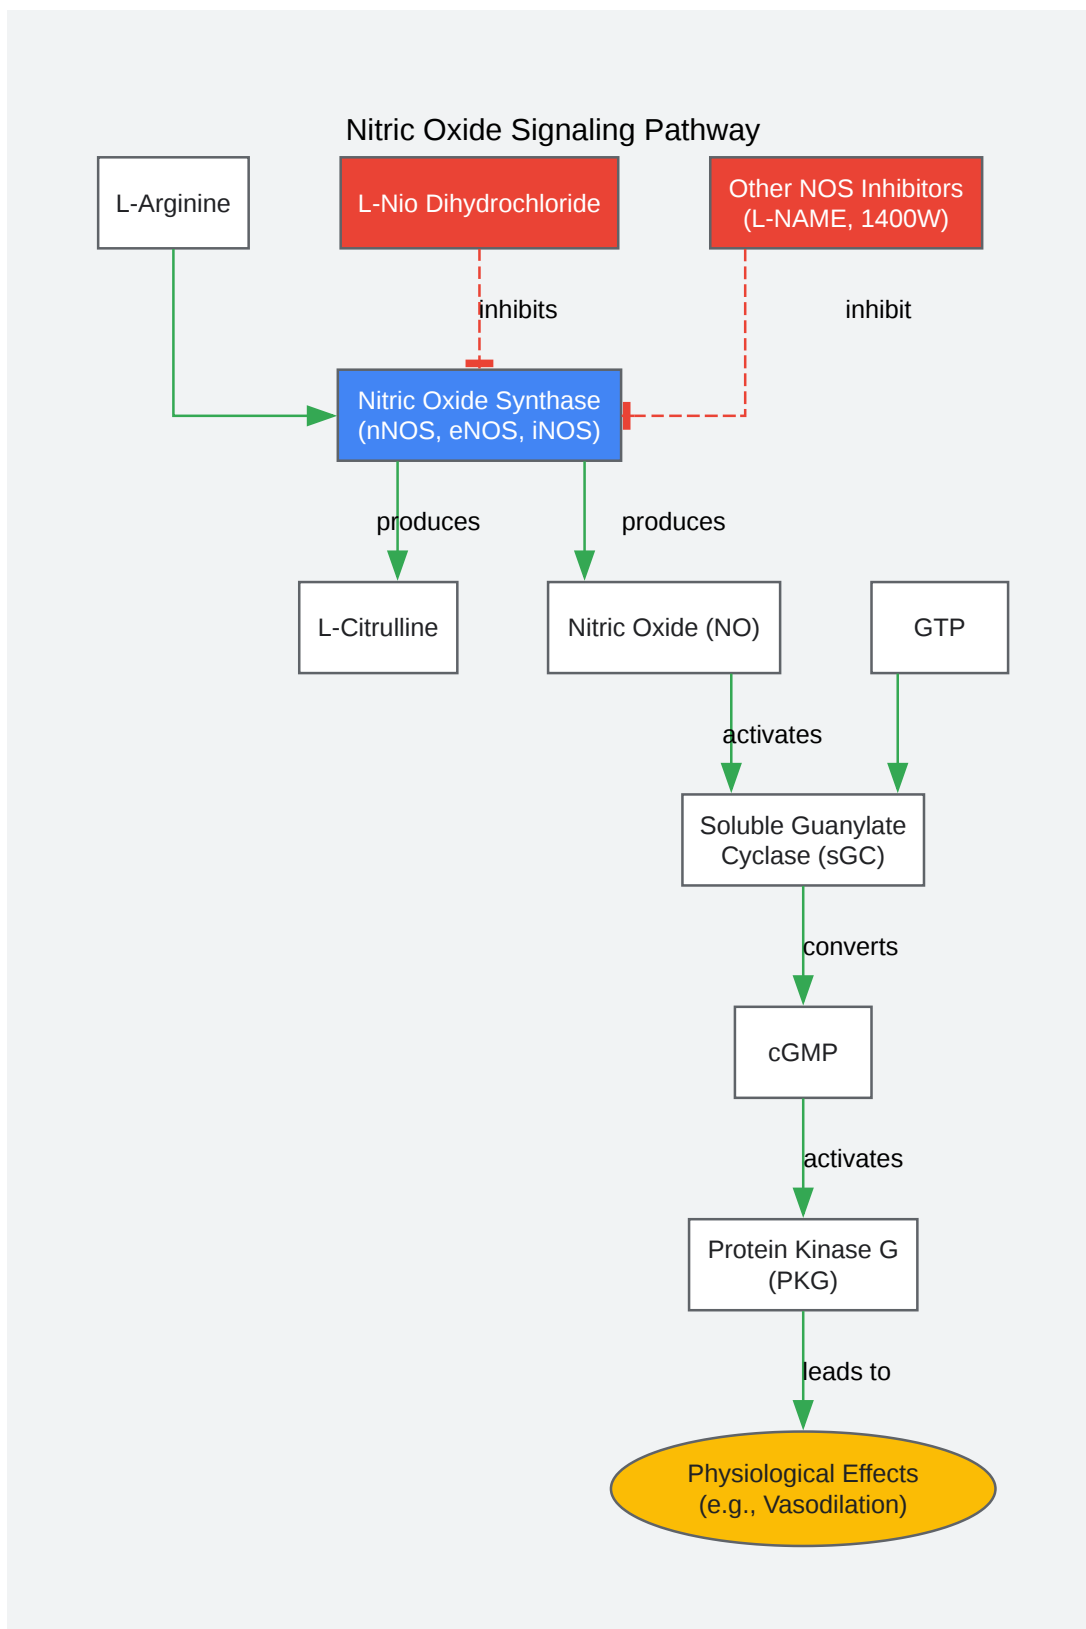 Nitric Oxide Signaling Pathway
L-Arginine
L-Nio Dihydrochloride
Other NOS Inhibitors
(L-NAME, 1400W)
inhibits
inhibit
Nitric Oxide Synthase
(nNOS, eNOS, iNOS)
produces
produces
L-Citrulline
Nitric Oxide (NO)
GTP
activates
Soluble Guanylate
Cyclase (sGC)
converts
cGMP
activates
Protein Kinase G
(PKG)
leads to
Physiological Effects
(e.g., Vasodilation)